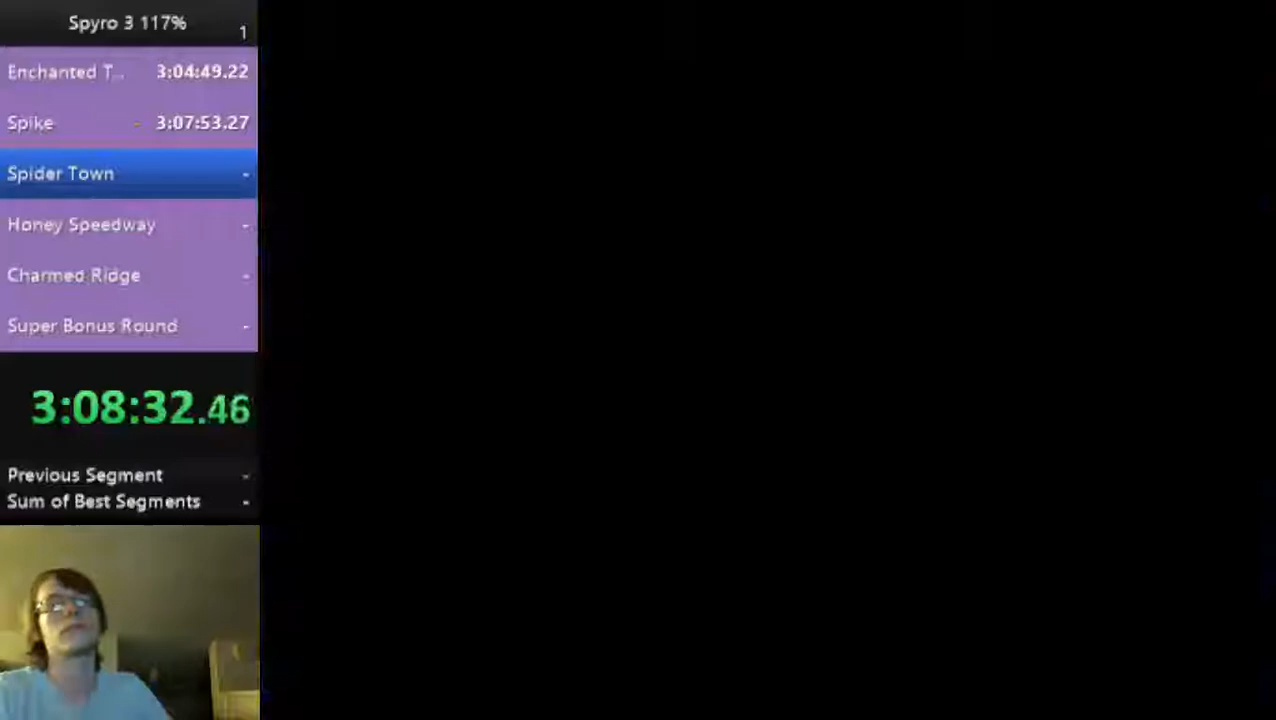 Spyro 3 117%
1
Enchanted T... 3:04:49.22
Spike - 3:07:53.27
Spider Town -
Honey Speedway -
Charmed Ridge -
Super Bonus Round -
3:08:32.46
Previous Segment -
Sum of Best Segments -